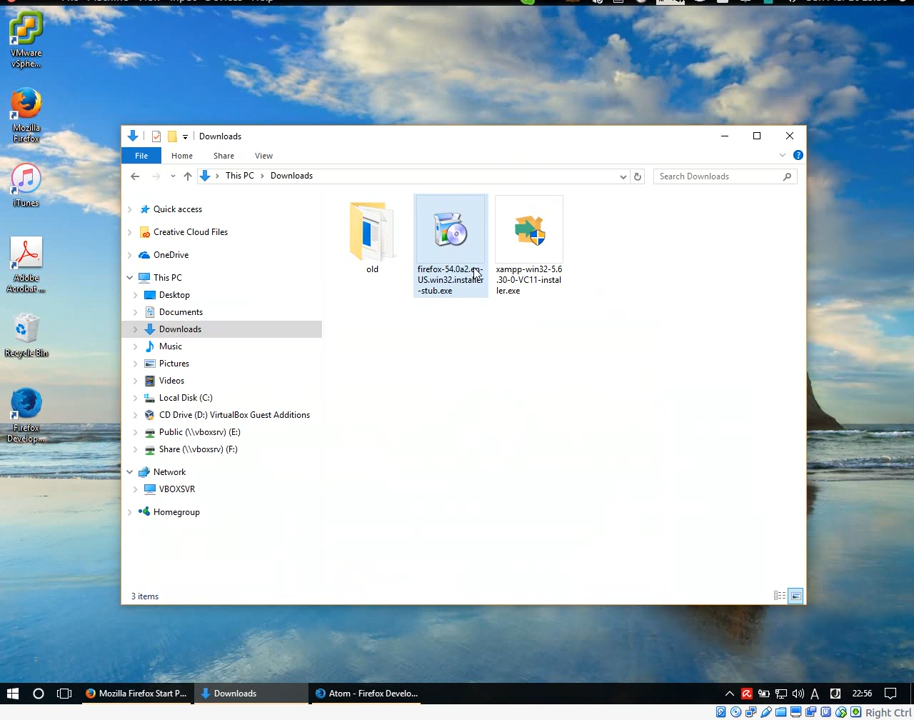 VMware
vSphe...
Mozilla
Firefox
iTunes
Adobe
Acrobat ...
Recycle Bin
Firefox
Develop...
Downloads
File
Home
Share
View
This PC
Downloads
Search Downloads
Quick access
Creative Cloud Files
OneDrive
This PC
Desktop
Documents
Downloads
Music
Pictures
Videos
Local Disk (C:)
CD Drive (D:) VirtualBox Guest Additions
Public (\\vboxsrv) (E:)
Share (\\vboxsrv) (F:)
Network
VBOXSVR
Homegroup
old
firefox-54.0a2.en-
US.win32.installer
-stub.exe
xampp-win32-5.6
.30-0-VC11-instal
ler.exe
3 items
Mozilla Firefox Start P...
Downloads
Atom - Firefox Develo...
A
22:56
Right Ctrl